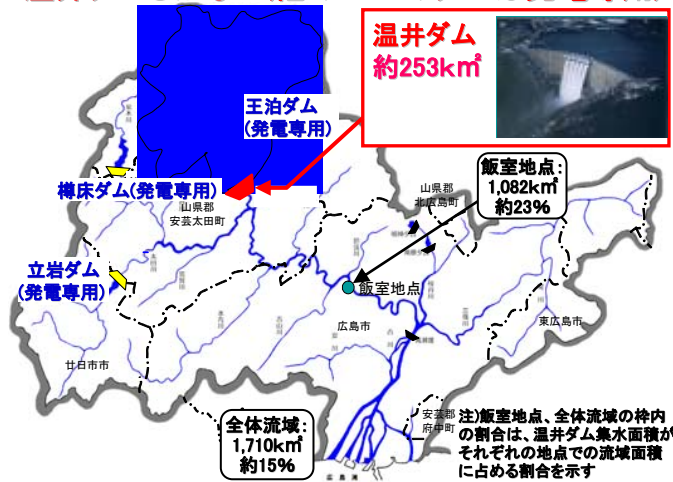 温井ダム
約253k㎡
王泊ダム
(発電専用)
飯室地点:
1,082k㎡
約23%
樽床ダム(発電専用)
山県郡
安芸太田町
山県郡
北広島町
立岩ダム
(発電専用)
飯室地点
広島市
東広島市
廿日市市
全体流域:
1,710k㎡
約15%
安芸郡
府中町
注)飯室地点、全体流域の枠内
の割合は、温井ダム集水面積が
それぞれの地点での流域面積
に占める割合を示す
広島湾